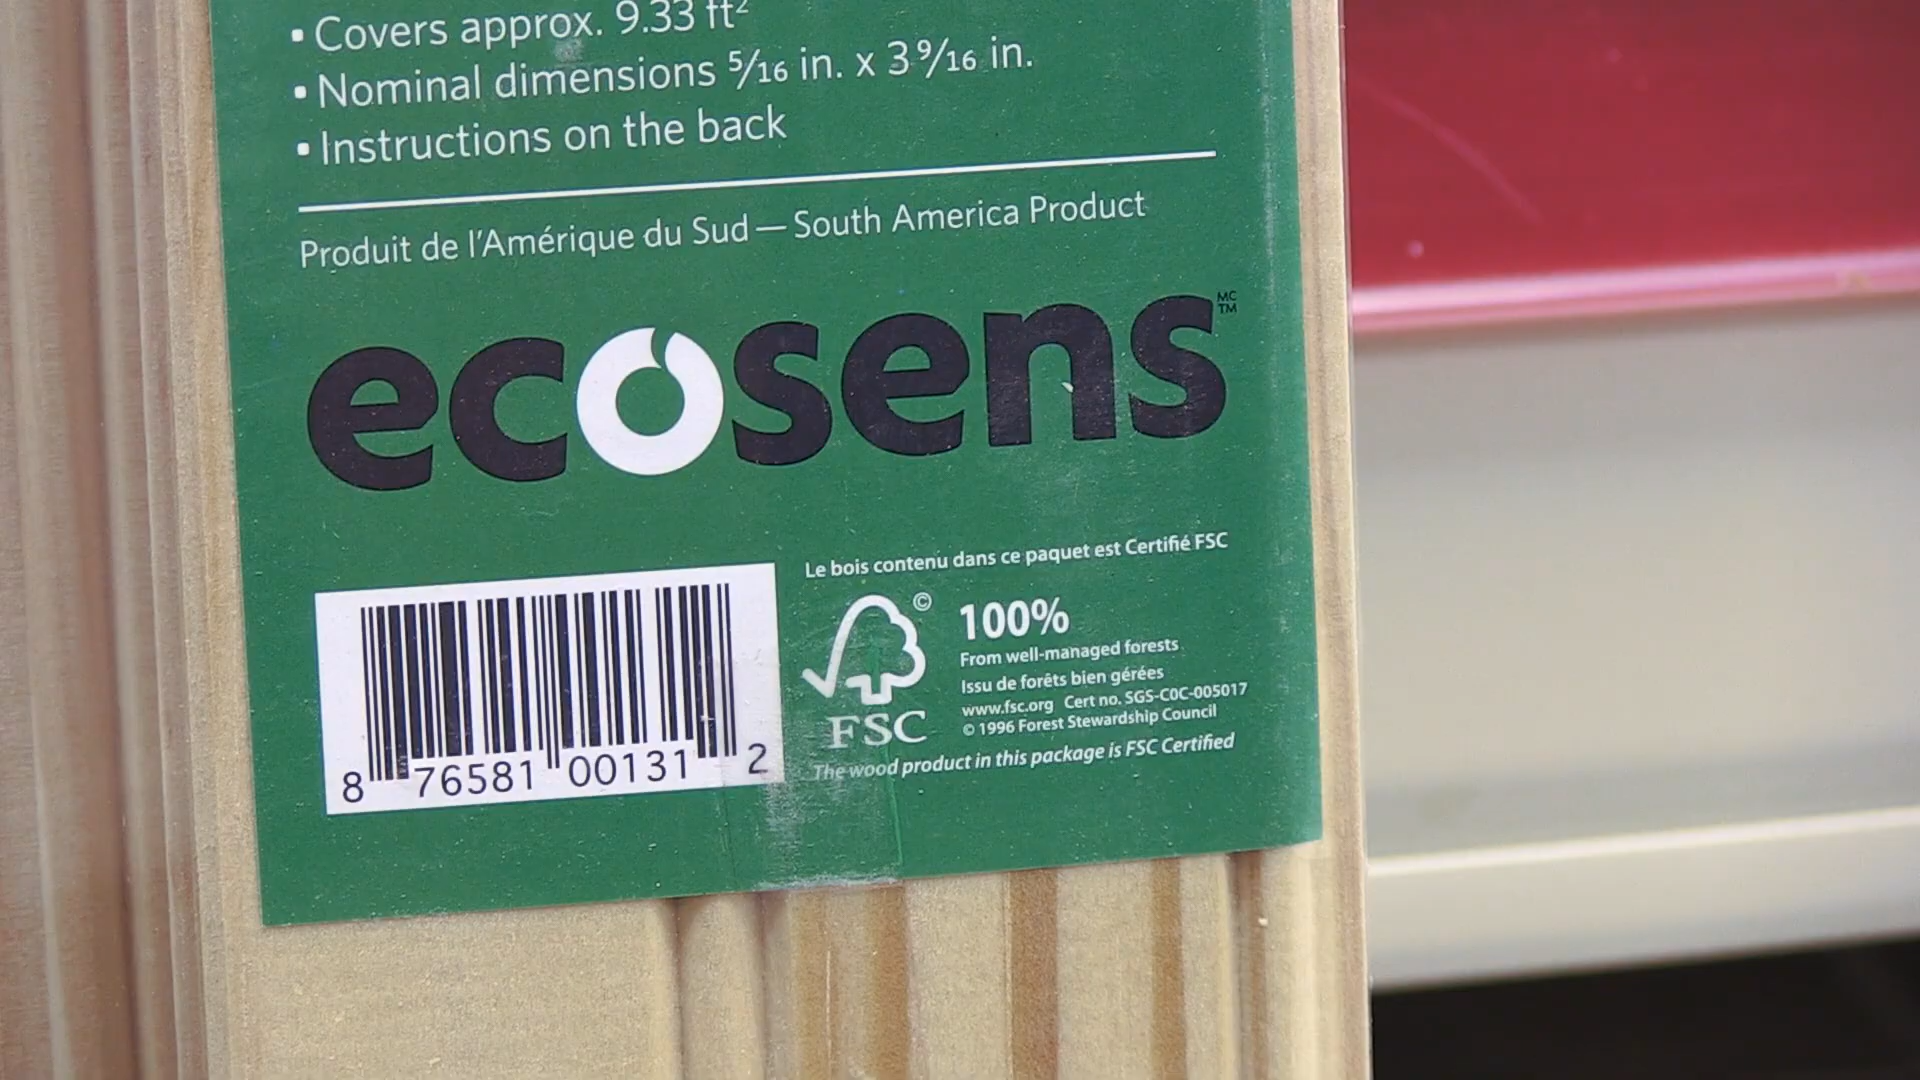 • Covers approx. 9.33 ft²
• Nominal dimensions 5/16 in. x 3 9/16 in.
• Instructions on the back
Produit de l'Amérique du Sud — South America Product
ecosens MC TM
Le bois contenu dans ce paquet est Certifié FSC
©
100%
From well-managed forests
Issu de forêts bien gérées
www.fsc.org Cert no. SGS-COC-005017
© 1996 Forest Stewardship Council
FSC
The wood product in this package is FSC Certified
8 76581 00131 2